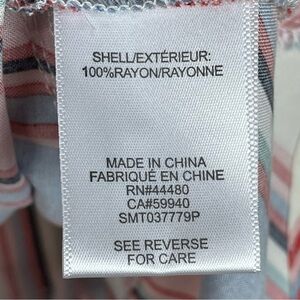 SHELL/EXTÉRIEUR:
100%RAYON/RAYONNE
MADE IN CHINA
FABRIQUÉ EN CHINE
RN#44480
CA#59940
SMT037779P
SEE REVERSE
FOR CARE